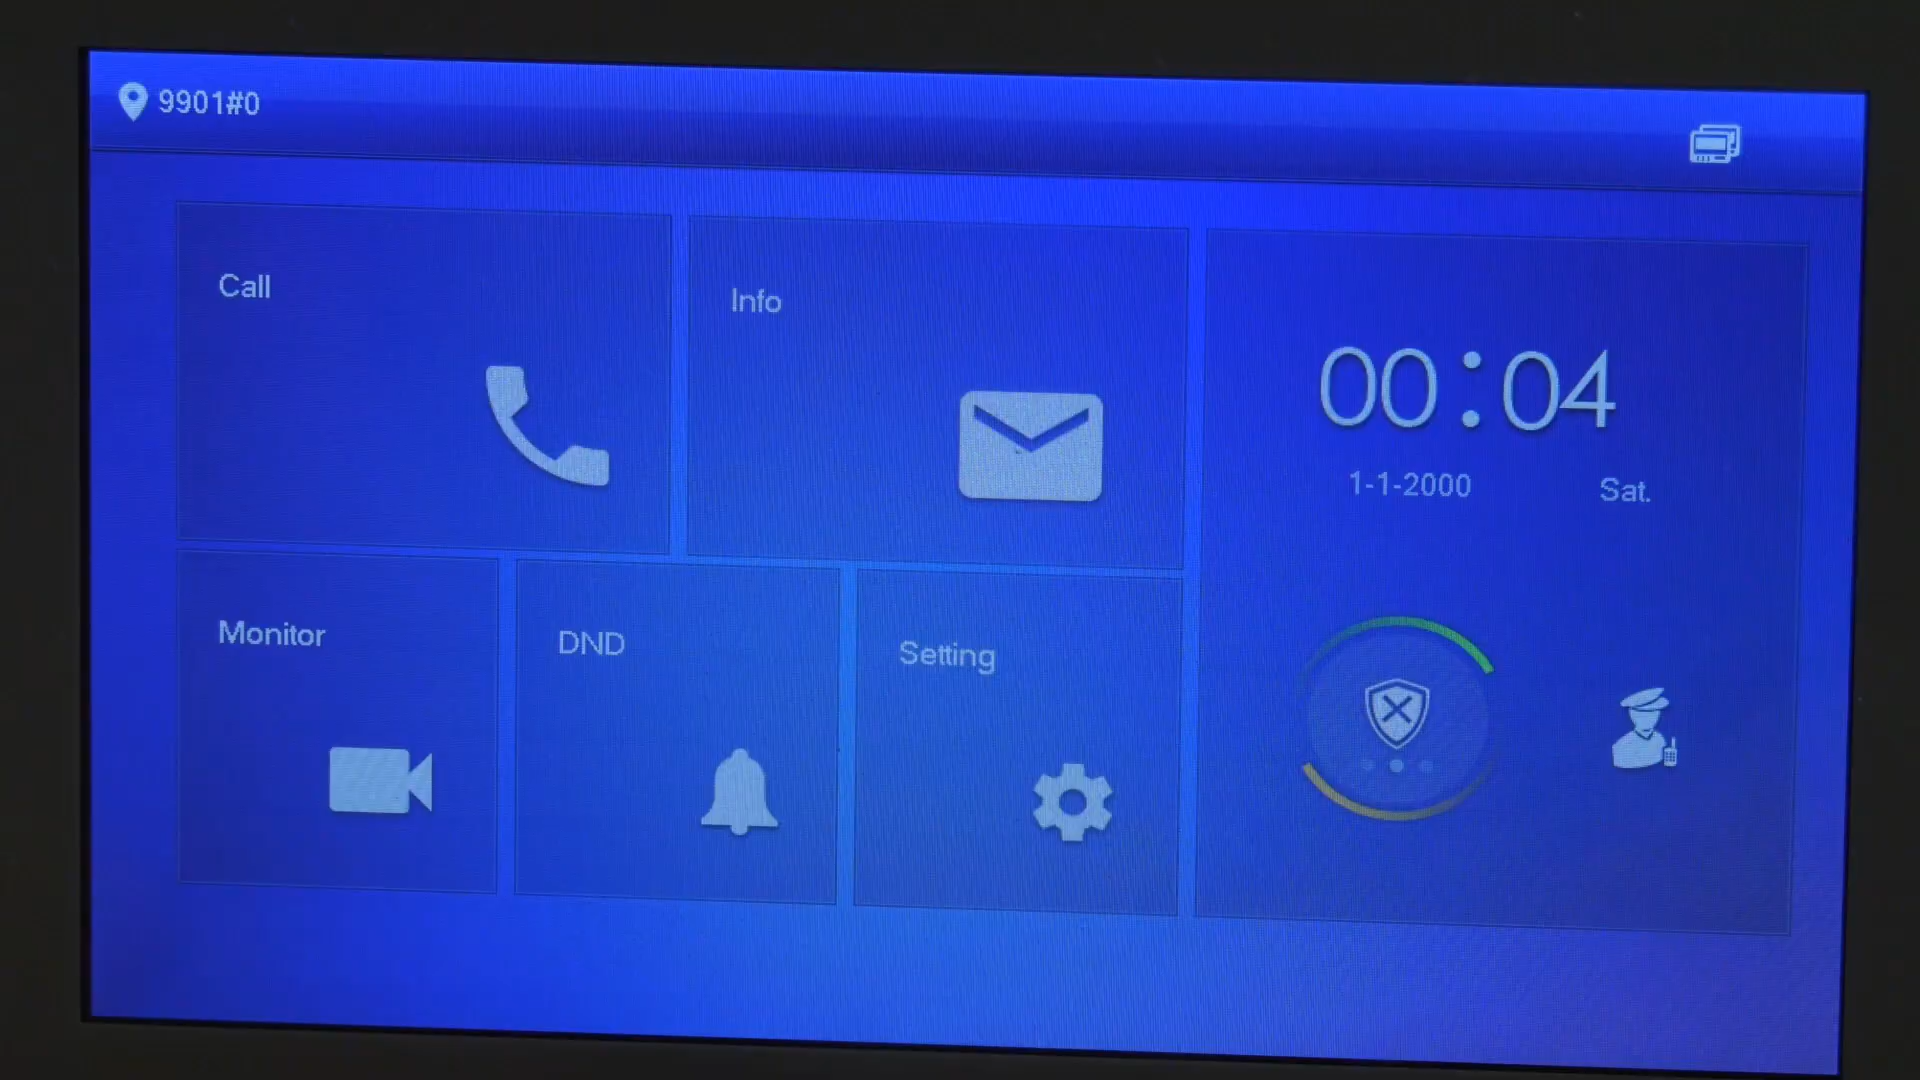 9901#0
Call
Info
00:04
1-1-2000 Sat.
Monitor
DND
Setting